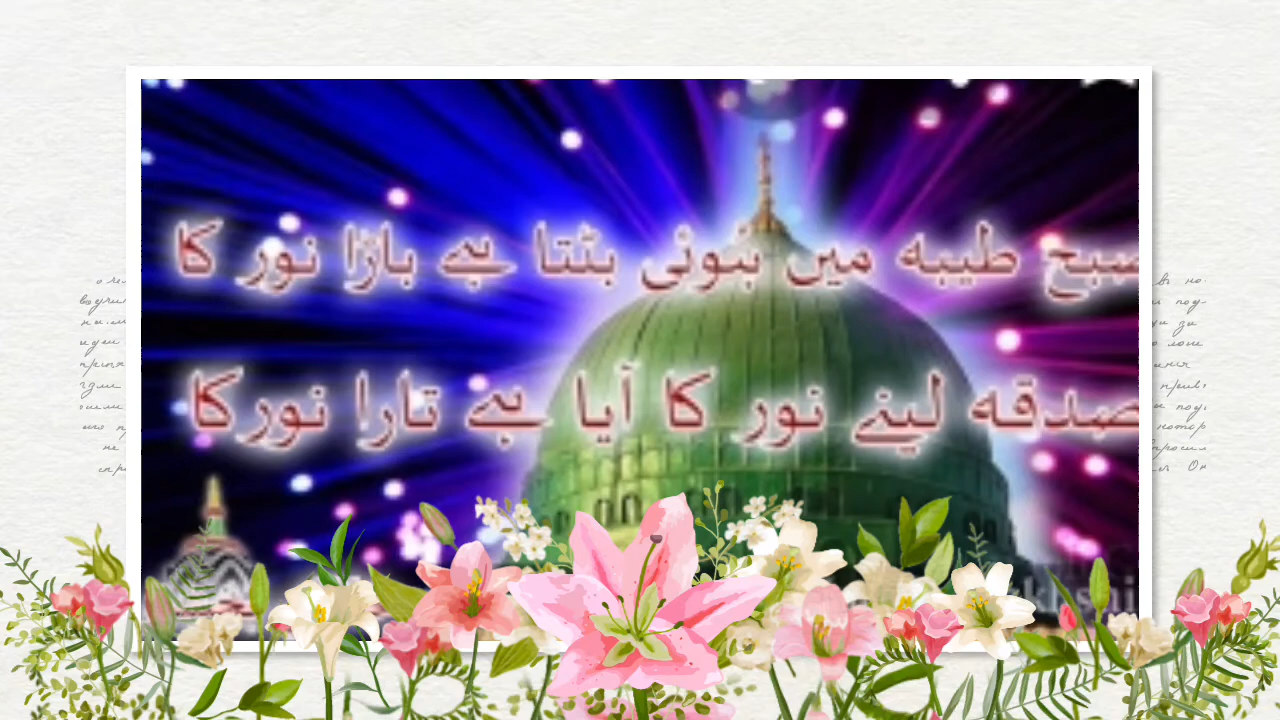 صبح طیبہ میں ہوئی بٹتا ہے باڑا نور کا
صدقہ لینے نور کا آیا ہے تارا نور کا